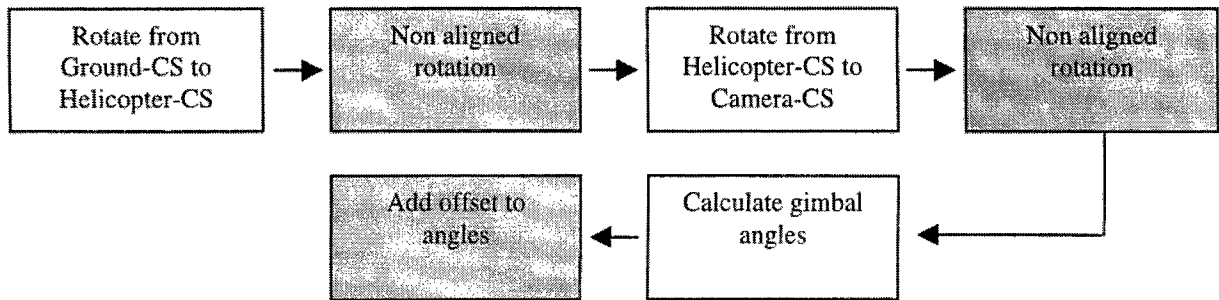 Rotate from
Ground-CS to
Helicopter-CS
Non aligned
rotation
Rotate from
Helicopter-CS to
Camera-CS
Non aligned
rotation
Add offset to
angles
Calculate gimbal
angles